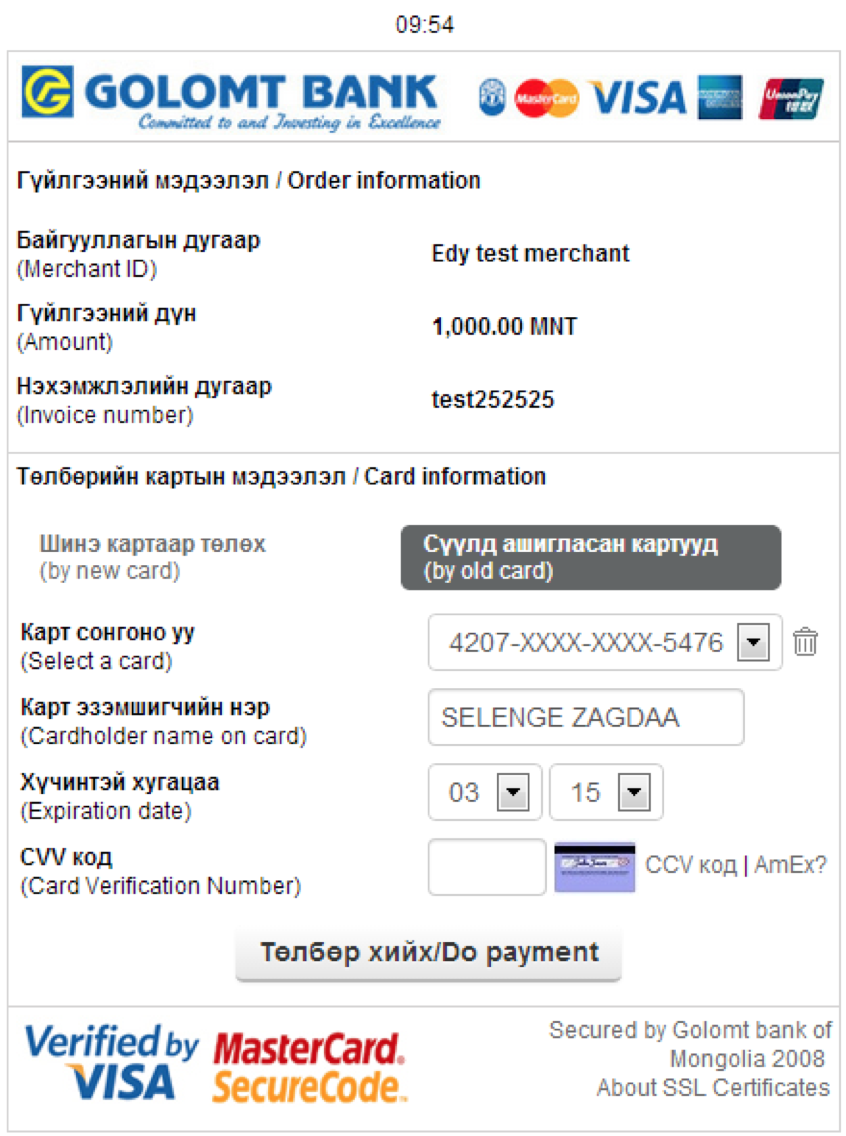 09:54
GOLOMT BANK
Committed to and Investing in Excellence
MasterCard VISA UnionPay
Гүйлгээний мэдээлэл / Order information
Байгууллагын дугаар
(Merchant ID)
Edy test merchant
Гүйлгээний дүн
(Amount)
1,000.00 MNT
Нэхэмжлэлийн дугаар
(Invoice number)
test252525
Төлбөрийн картын мэдээлэл / Card information
Шинэ картаар төлөх
(by new card)
Сүүлд ашигласан картууд
(by old card)
Карт сонгоно уу
(Select a card)
4207-XXXX-XXXX-5476
Карт эзэмшигчийн нэр
(Cardholder name on card)
SELENGE ZAGDAA
Хүчинтэй хугацаа
(Expiration date)
03 15
CVV код
(Card Verification Number)
CCV код | AmEx?
Төлбөр хийх/Do payment
Verified by
VISA
MasterCard.
SecureCode.
Secured by Golomt bank of
Mongolia 2008
About SSL Certificates